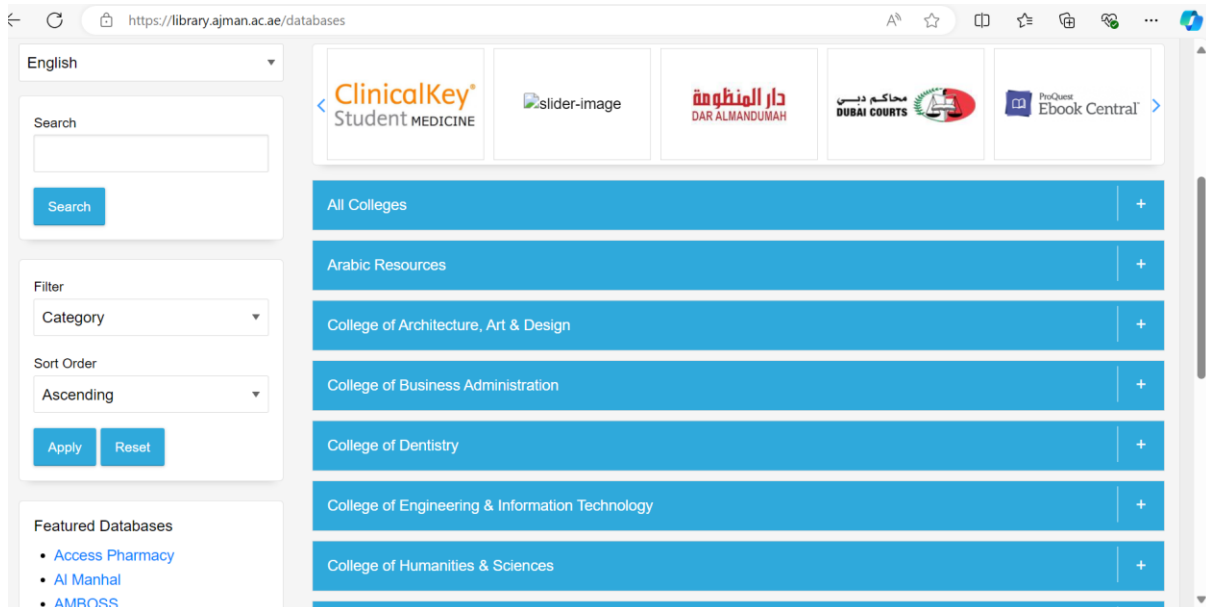 https://library.ajman.ac.ae/databases
English
Search
Search
Filter
Category
Sort Order
Ascending
Apply Reset
Featured Databases
Access Pharmacy
Al Manhal
AMBOSS
ClinicalKey®
Student MEDICINE
slider-image
دار المنظومة
DAR ALMANDUMAH
محاكم دبي
DUBAI COURTS
ProQuest
Ebook Central
All Colleges
Arabic Resources
College of Architecture, Art & Design
College of Business Administration
College of Dentistry
College of Engineering & Information Technology
College of Humanities & Sciences